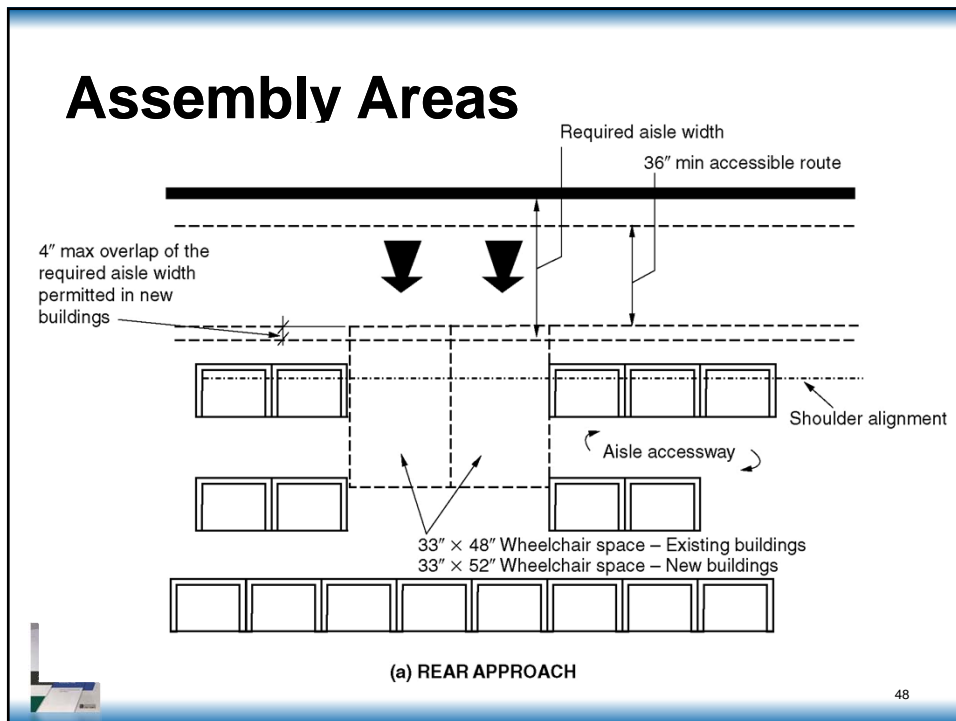 Assembly Areas
Required aisle width
36″ min accessible route
4″ max overlap of the
required aisle width
permitted in new
buildings
Shoulder alignment
Aisle accessway
33″ × 48″ Wheelchair space – Existing buildings
33″ × 52″ Wheelchair space – New buildings
(a) REAR APPROACH
48